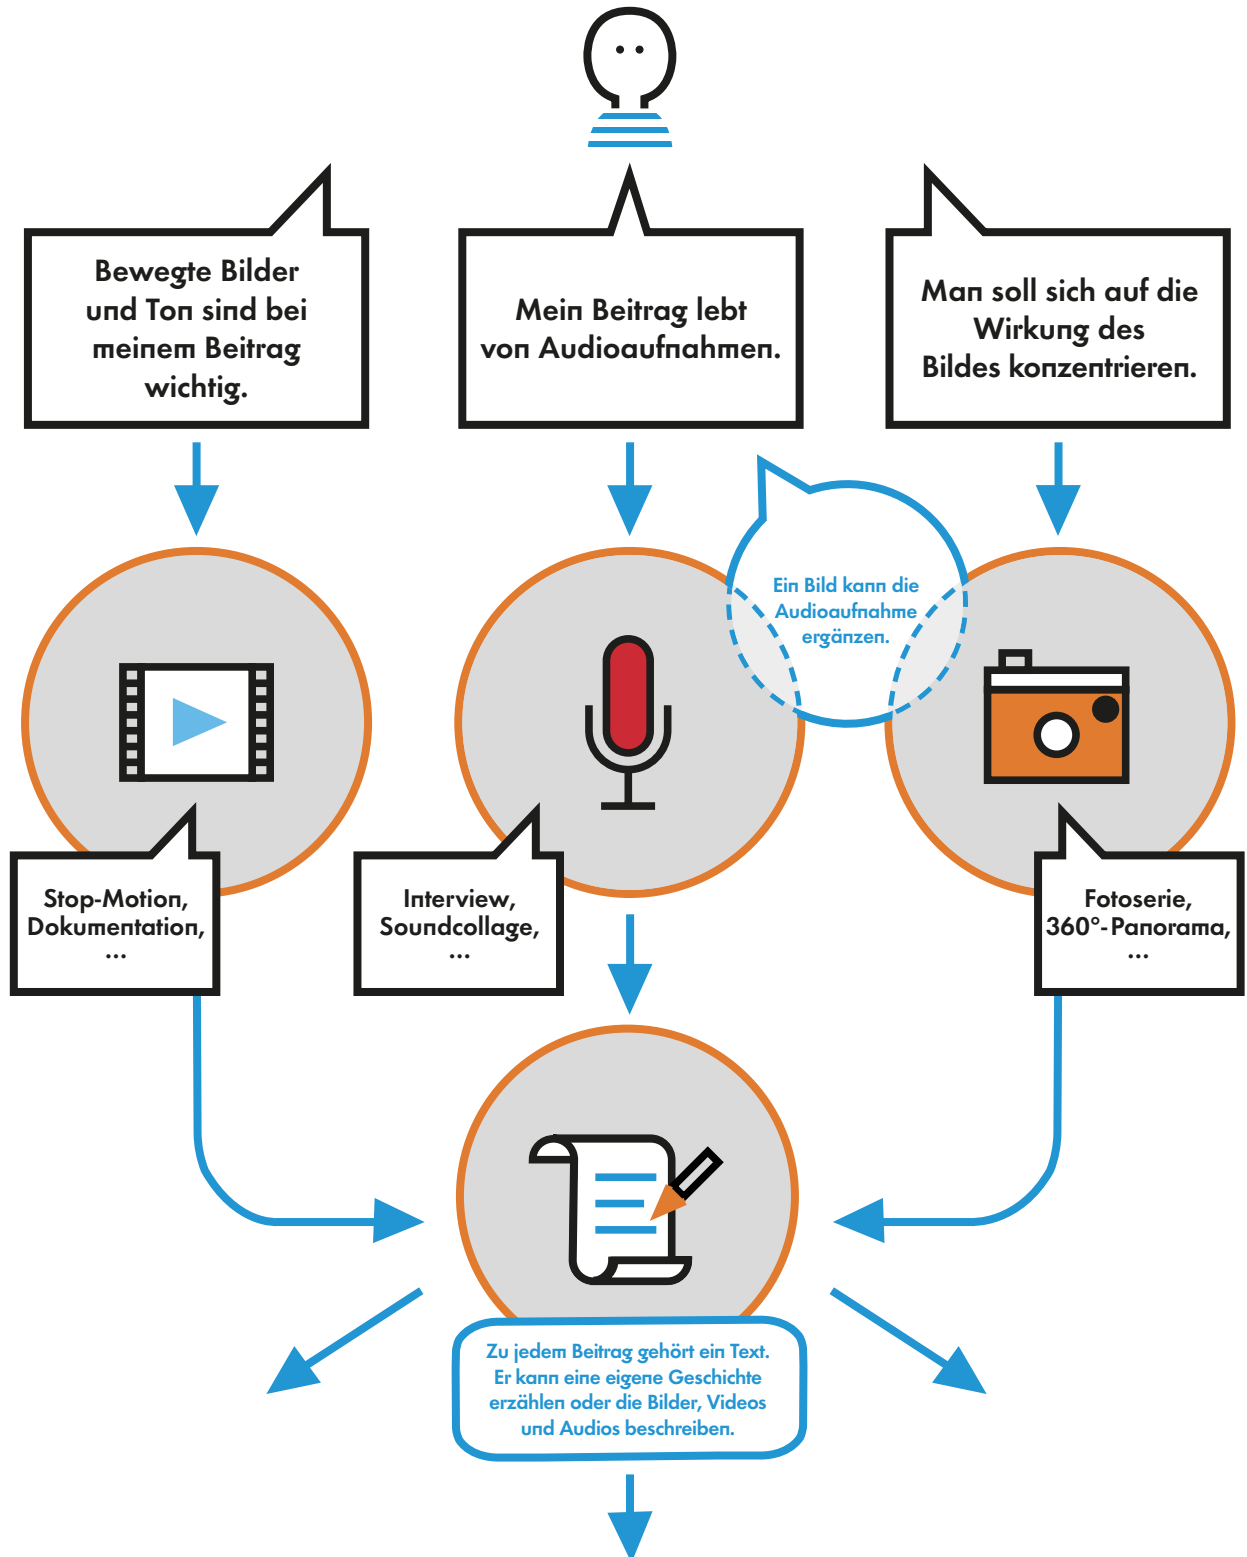 Bewegte Bilder
und Ton sind bei
meinem Beitrag
wichtig.
Mein Beitrag lebt
von Audioaufnahmen.
Man soll sich auf die
Wirkung des
Bildes konzentrieren.
Ein Bild kann die
Audioaufnahme
ergänzen.
Stop-Motion,
Dokumentation,
...
Interview,
Soundcollage,
...
Fotoserie,
360°-Panorama,
...
Zu jedem Beitrag gehört ein Text.
Er kann eine eigene Geschichte
erzählen oder die Bilder, Videos
und Audios beschreiben.